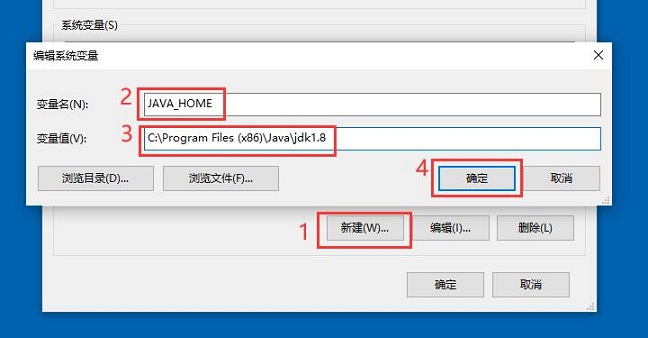 系统变量(S)
编辑系统变量
变量名(N):
2
JAVA_HOME
变量值(V):
3
C:\Program Files (x86)\Java\jdk1.8
浏览目录(D)...
浏览文件(F)...
4
确定
取消
1
新建(W)...
编辑(I)...
删除(L)
确定
取消